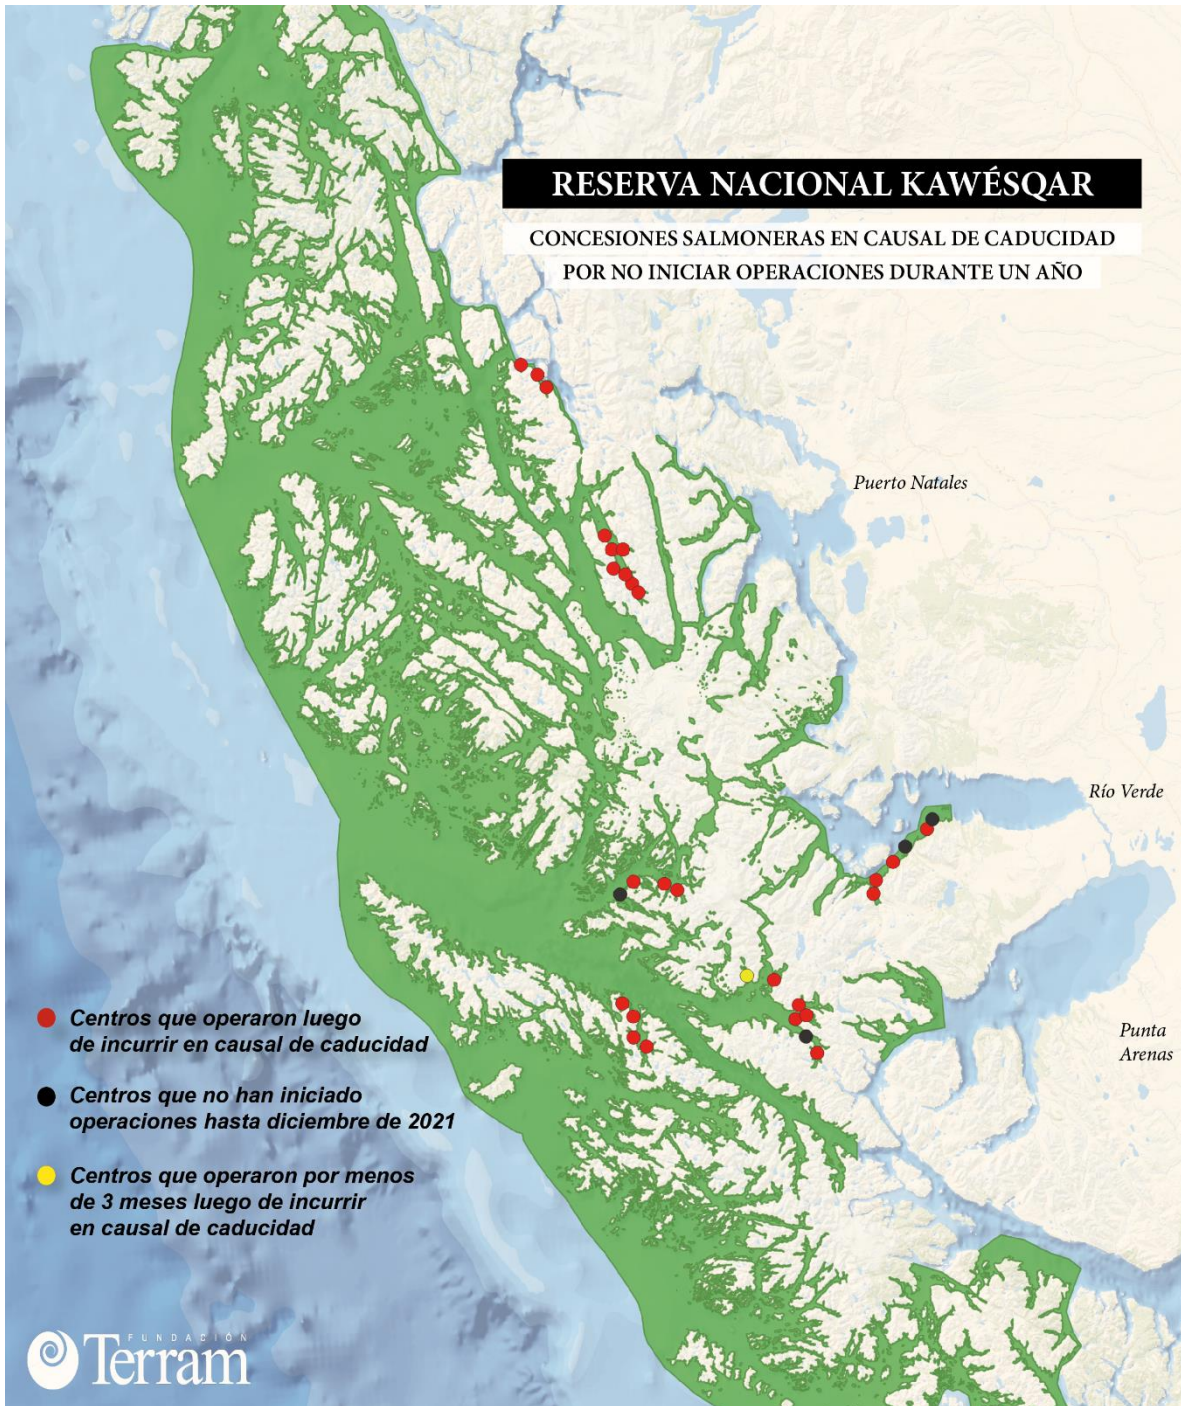 RESERVA NACIONAL KAWÉSQAR
CONCESIONES SALMONERAS EN CAUSAL DE CADUCIDAD
POR NO INICIAR OPERACIONES DURANTE UN AÑO
Puerto Natales
Río Verde
Punta
Arenas
Centros que operaron luego
de incurrir en causal de caducidad
Centros que no han iniciado
operaciones hasta diciembre de 2021
Centros que operaron por menos
de 3 meses luego de incurrir
en causal de caducidad
FUNDACIÓN
Terram